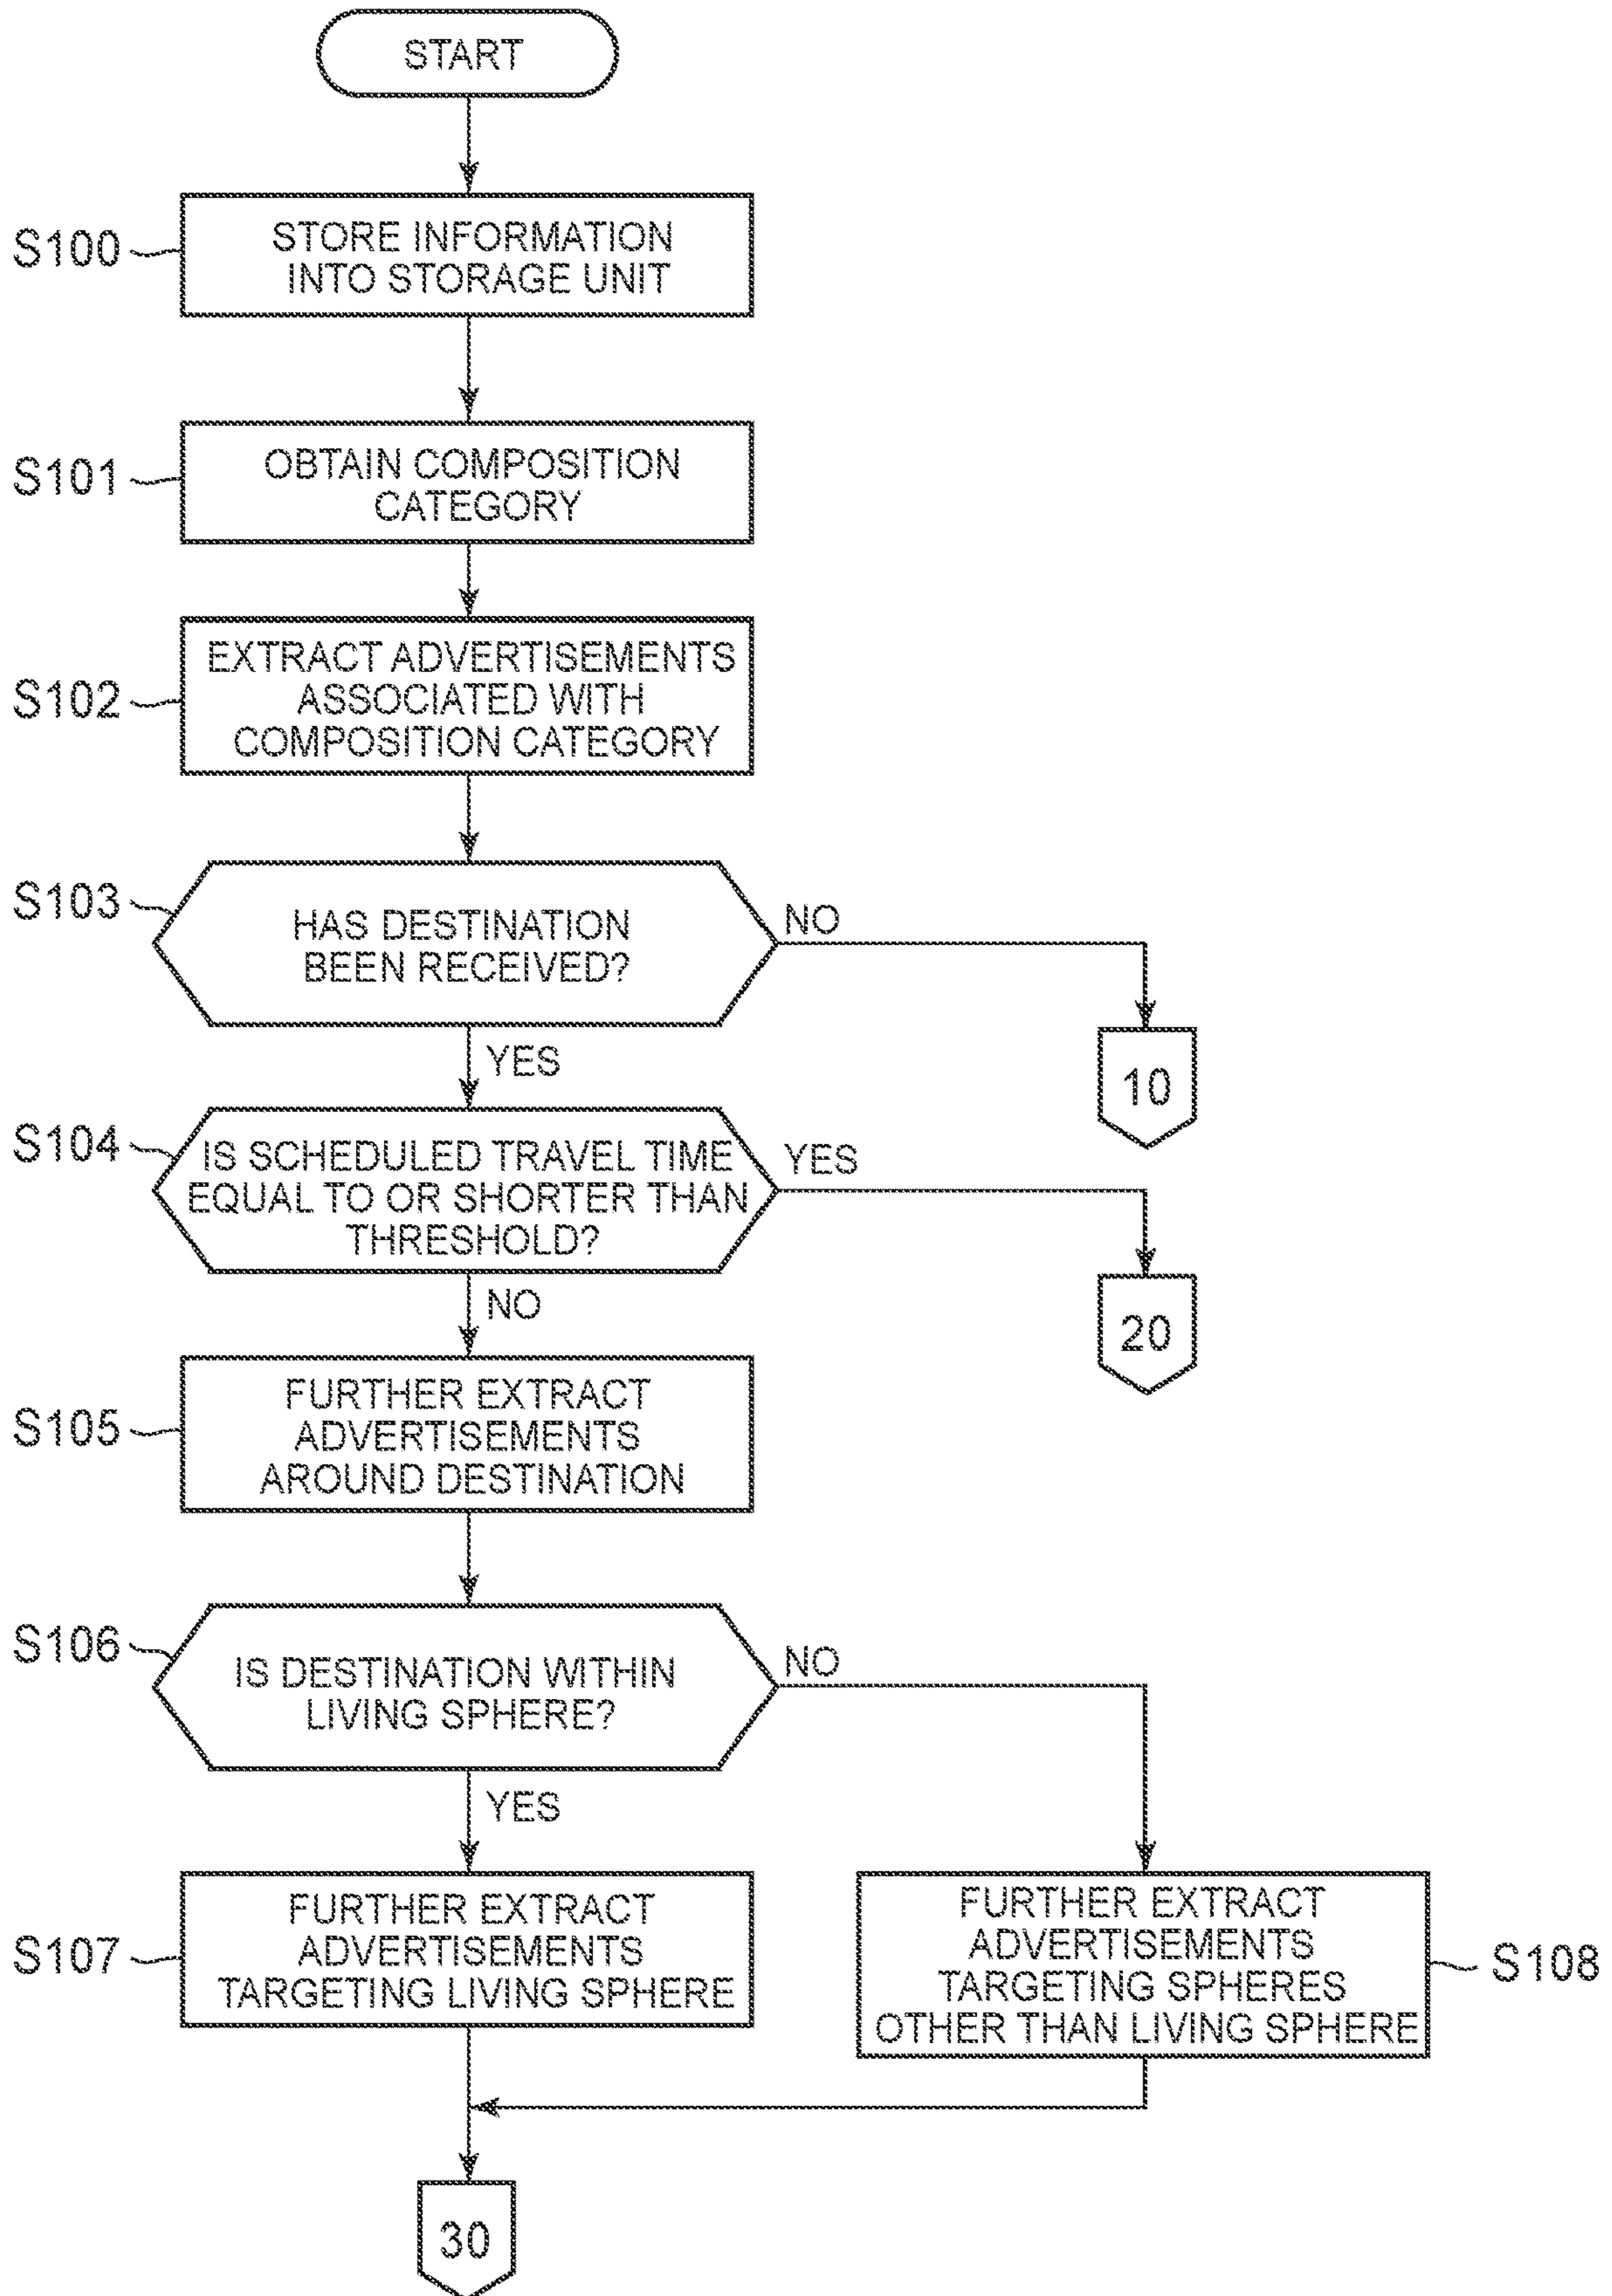 START
S100
STORE INFORMATION
INTO STORAGE UNIT
S101
OBTAIN COMPOSITION
CATEGORY
S102
EXTRACT ADVERTISEMENTS
ASSOCIATED WITH
COMPOSITION CATEGORY
S103
HAS DESTINATION
BEEN RECEIVED?
NO
10
YES
S104
IS SCHEDULED TRAVEL TIME
EQUAL TO OR SHORTER THAN
THRESHOLD?
YES
20
NO
S105
FURTHER EXTRACT
ADVERTISEMENTS
AROUND DESTINATION
S106
IS DESTINATION WITHIN
LIVING SPHERE?
NO
YES
S107
FURTHER EXTRACT
ADVERTISEMENTS
TARGETING LIVING SPHERE
FURTHER EXTRACT
ADVERTISEMENTS
TARGETING SPHERES
OTHER THAN LIVING SPHERE
S108
30